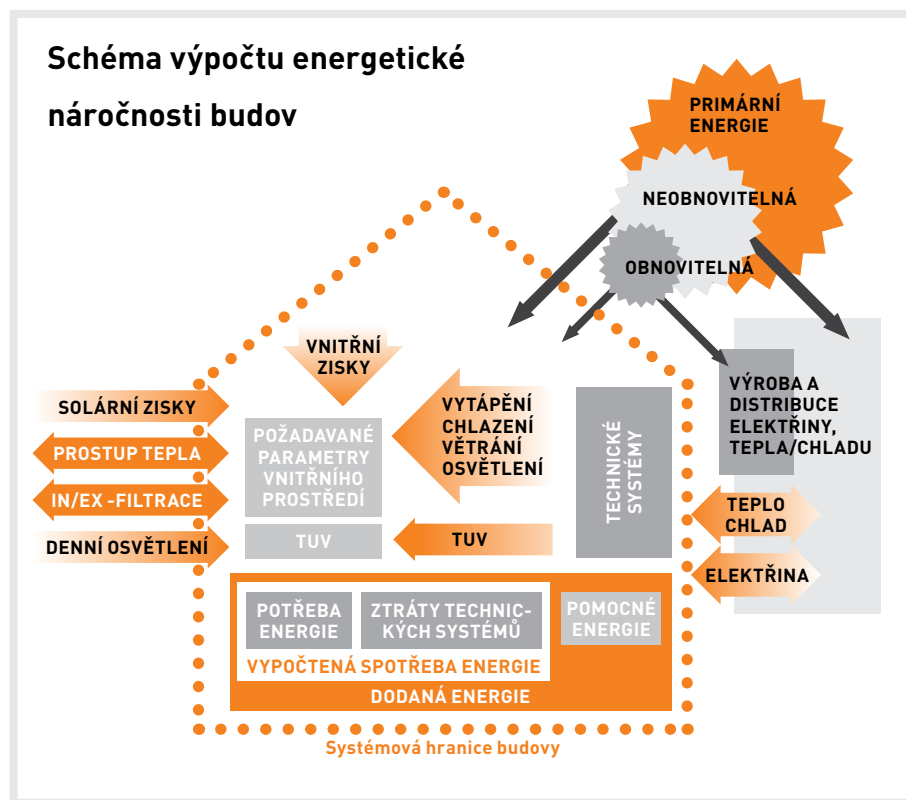 Schéma výpočtu energetické
náročnosti budov
PRIMÁRNÍ
ENERGIE
NEOBNOVITELNÁ
OBNOVITELNÁ
VNITŘNÍ
ZISKY
SOLÁRNÍ ZISKY
PROSTUP TEPLA
IN/EX -FILTRACE
DENNÍ OSVĚTLENÍ
POŽADAVANÉ
PARAMETRY
VNITŘNÍHO
PROSTŘEDÍ
TUV
VYTÁPĚNÍ
CHLAZENÍ
VĚTRÁNÍ
OSVĚTLENÍ
TUV
TECHNICKÉ
SYSTÉMY
VÝROBA A
DISTRIBUCE
ELEKTŘINY,
TEPLA/CHLADU
TEPLO
CHLAD
ELEKTŘINA
POTŘEBA
ENERGIE
ZTRÁTY TECHNIC-
KÝCH SYSTÉMŮ
POMOCNÉ
ENERGIE
VYPOČTENÁ SPOTŘEBA ENERGIE
DODANÁ ENERGIE
Systémová hranice budovy